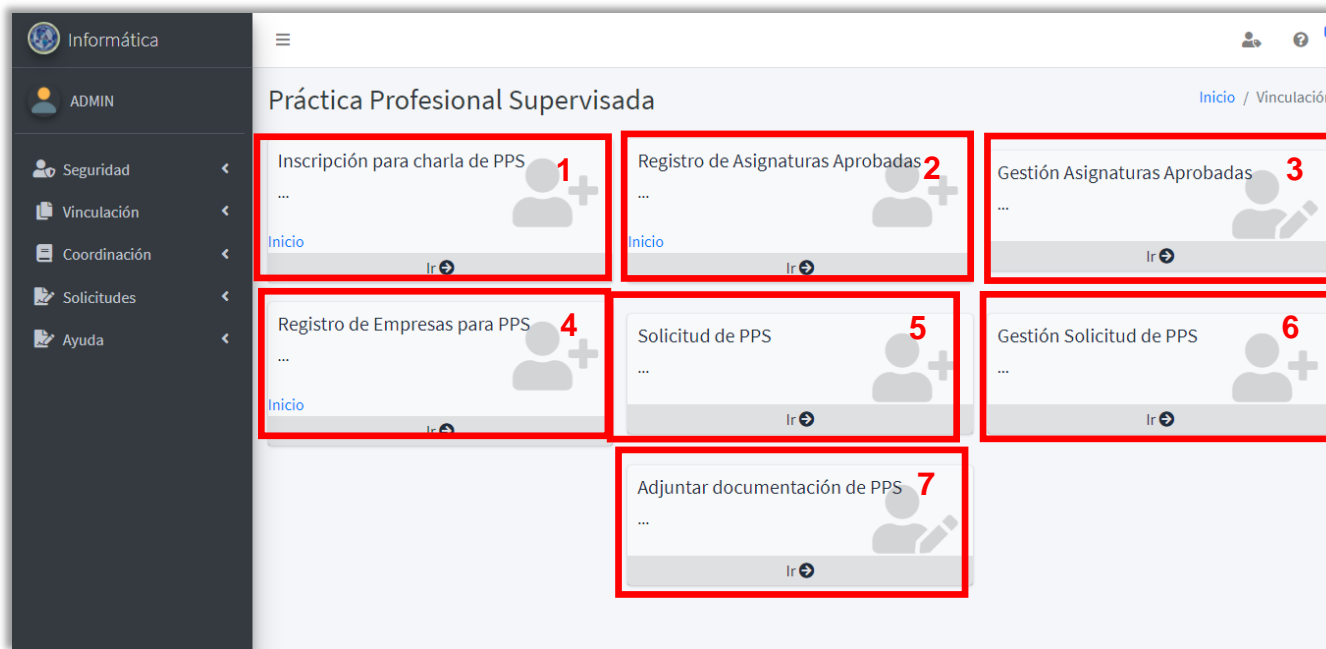 Informática
ADMIN
Seguridad
Vinculación
Coordinación
Solicitudes
Ayuda
Práctica Profesional Supervisada
Inicio / Vinculación
Inscripción para charla de PPS 1
...
Inicio
Ir
Registro de Asignaturas Aprobadas 2
...
Inicio
Ir
Gestión Asignaturas Aprobadas 3
...
Ir
Registro de Empresas para PPS 4
...
Inicio
Ir
Solicitud de PPS 5
...
Ir
Gestión Solicitud de PPS 6
...
Ir
Adjuntar documentación de PPS 7
...
Ir